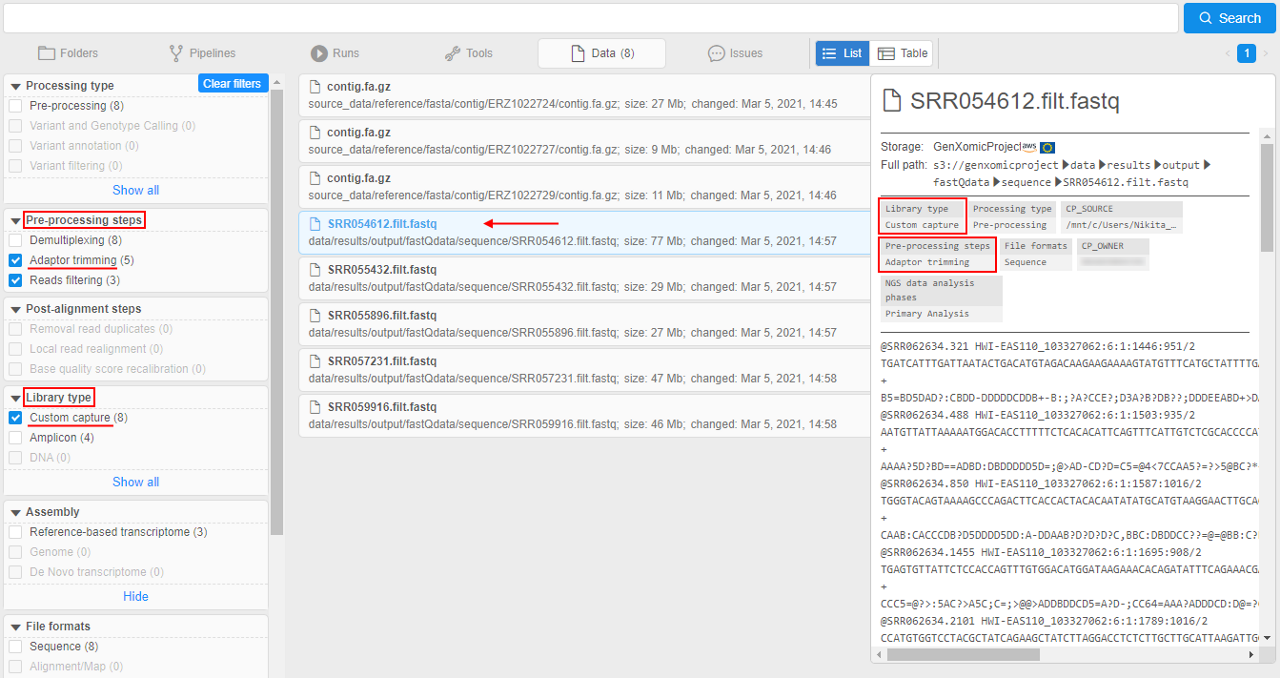 Search
Folders
Pipelines
Runs
Tools
Data (8)
Issues
List
Table
< 1 >
Processing type
Clear filters
Pre-processing (8)
Variant and Genotype Calling (0)
Variant annotation (0)
Variant filtering (0)
Show all
Pre-processing steps
Demultiplexing (8)
Adaptor trimming (5)
Reads filtering (3)
Post-alignment steps
Removal read duplicates (0)
Local read realignment (0)
Base quality score recalibration (0)
Library type
Custom capture (8)
Amplicon (4)
DNA (0)
Show all
Assembly
Reference-based transcriptome (3)
Genome (0)
De Novo transcriptome (0)
Hide
File formats
Sequence (8)
Alignment/Map (0)
contig.fa.gz
source_data/reference/fasta/contig/ERZ1022724/contig.fa.gz; size: 27 Mb; changed: Mar 5, 2021, 14:45
contig.fa.gz
source_data/reference/fasta/contig/ERZ1022727/contig.fa.gz; size: 9 Mb; changed: Mar 5, 2021, 14:46
contig.fa.gz
source_data/reference/fasta/contig/ERZ1022729/contig.fa.gz; size: 11 Mb; changed: Mar 5, 2021, 14:46
SRR054612.filt.fastq
data/results/output/fastQdata/sequence/SRR054612.filt.fastq; size: 77 Mb; changed: Mar 5, 2021, 14:57
SRR055432.filt.fastq
data/results/output/fastQdata/sequence/SRR055432.filt.fastq; size: 29 Mb; changed: Mar 5, 2021, 14:57
SRR055896.filt.fastq
data/results/output/fastQdata/sequence/SRR055896.filt.fastq; size: 27 Mb; changed: Mar 5, 2021, 14:57
SRR057231.filt.fastq
data/results/output/fastQdata/sequence/SRR057231.filt.fastq; size: 47 Mb; changed: Mar 5, 2021, 14:58
SRR059916.filt.fastq
data/results/output/fastQdata/sequence/SRR059916.filt.fastq; size: 46 Mb; changed: Mar 5, 2021, 14:58
SRR054612.filt.fastq
Storage: GenXomicProject aws
Full path: s3://genxomicproject data results output
fastQdata sequence SRR054612.filt.fastq
Library type
Custom capture
Processing type
Pre-processing
CP_SOURCE
/mnt/c/Users/Nikita_…
Pre-processing steps
Adaptor trimming
File formats
Sequence
CP_OWNER
NGS data analysis
phases
Primary Analysis
@SRR062634.321 HWI-EAS110_103327062:6:1:1446:951/2
TGATCATTTGATTAATACTGACATGTAGACAAGAAGAAAAGTATGTTTCATGCTATTTTG
+
B5=BD5DAD?:CBDD-DDDDDCDDB+-B:;?A?CCE?;D3A?B?DB??;DDDEEABD+>D
@SRR062634.488 HWI-EAS110_103327062:6:1:1503:935/2
AATGTTATTAAAAATGGACACCTTTTTCTCACACATTCAGTTTCATTGTCTCGCACCCCA
+
AAAA?5D?BD==ADBD:DBDDDDD5D=;@>AD-CD?D=C5=@4<7CCAA5?=?>5@BC?*
@SRR062634.850 HWI-EAS110_103327062:6:1:1587:1016/2
TGGGTACAGTAAAAGCCCAGACTTCACCACTACACAATATATGCATGTAAGGAACTTGCA
+
CAAB:CACCCDB?D5DDDD5DD:A-DDAAB?D?D?D?C,BBC:DBDDCC??=@=@BB:C?
@SRR062634.1455 HWI-EAS110_103327062:6:1:1695:908/2
TGAGTGTTATTCTCCACCAGTTTGTGGACATGGATAAGAAACACAGATATTTCAGAAACG
+
CCC5=@?>:5AC?>A5C;C=;>@@>ADDBDDCD5=A?D-;CC64=AAA?ADDDCD:D@=?
@SRR062634.2101 HWI-EAS110_103327062:6:1:1789:1016/2
CCATGTGGTCCTACGCTATCAGAAGCTATCTTAGGACCTCTCTTGCTTGCATTAAGATTG